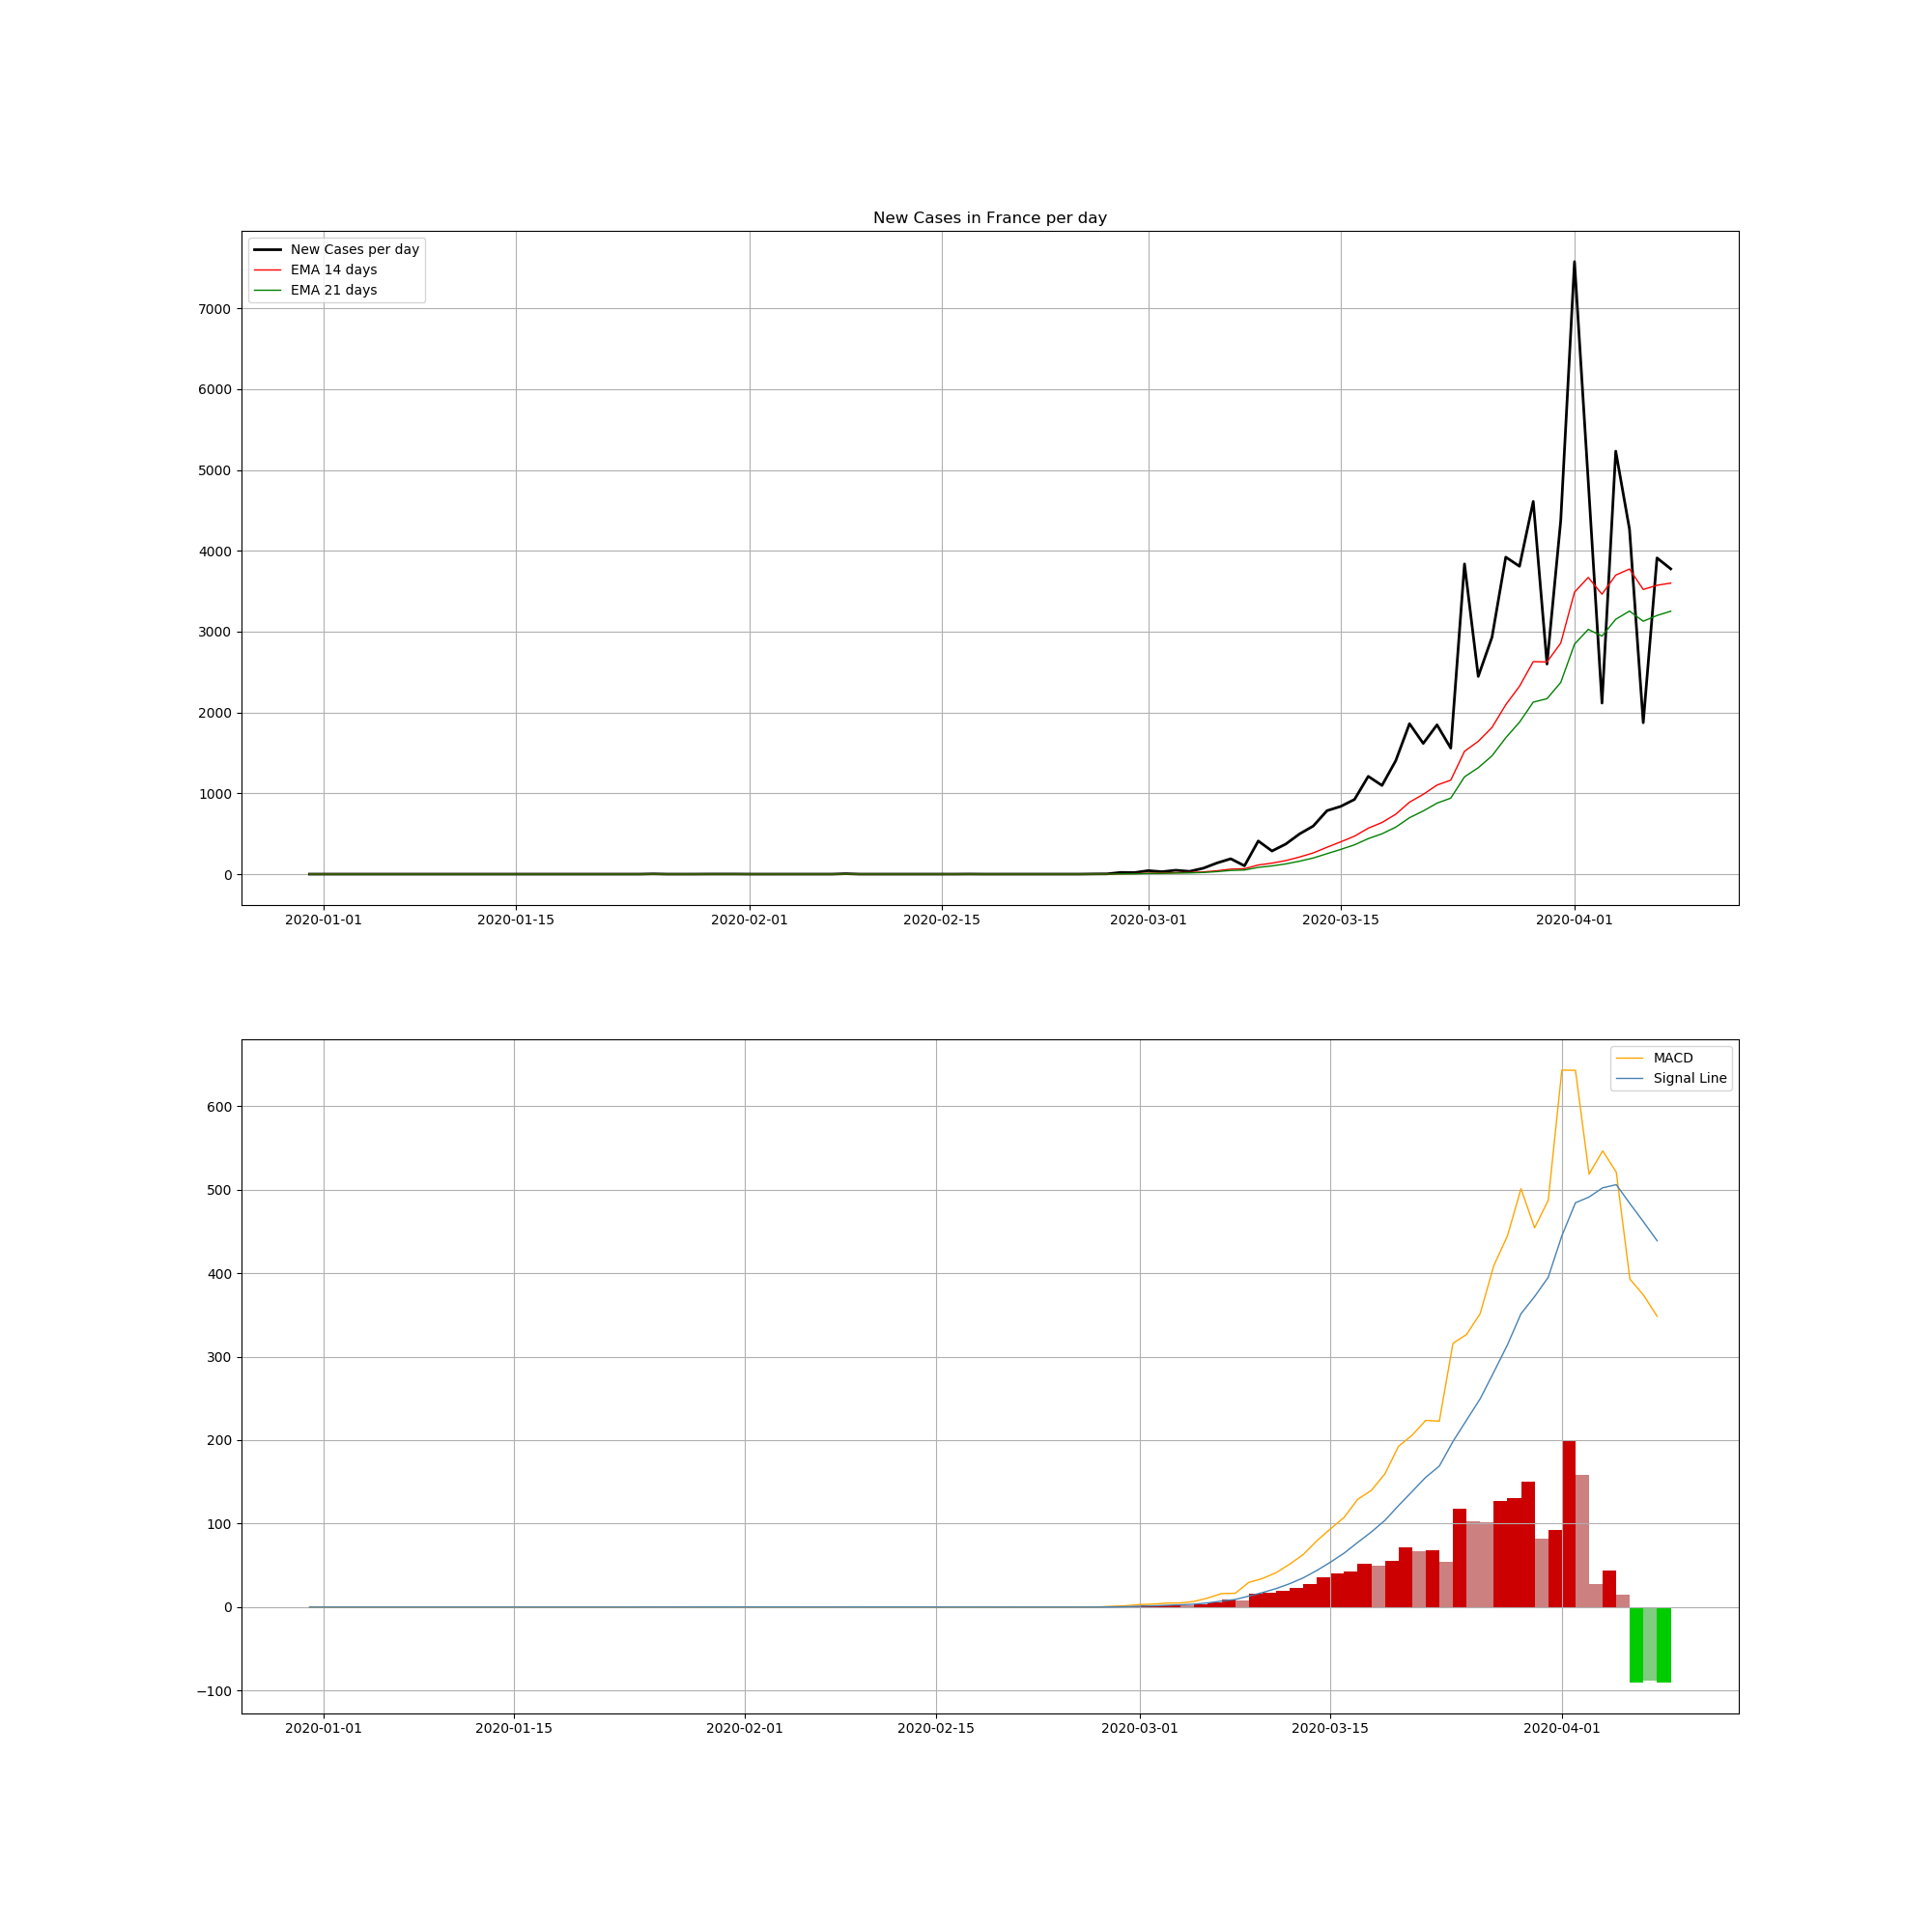 New Cases in France per day
New Cases per day
EMA 14 days
EMA 21 days
7000
6000
5000
4000
3000
2000
1000
0
2020-01-01 2020-01-15 2020-02-01 2020-02-15 2020-03-01 2020-03-15 2020-04-01
MACD
Signal Line
600
500
400
300
200
100
0
−100
2020-01-01 2020-01-15 2020-02-01 2020-02-15 2020-03-01 2020-03-15 2020-04-01